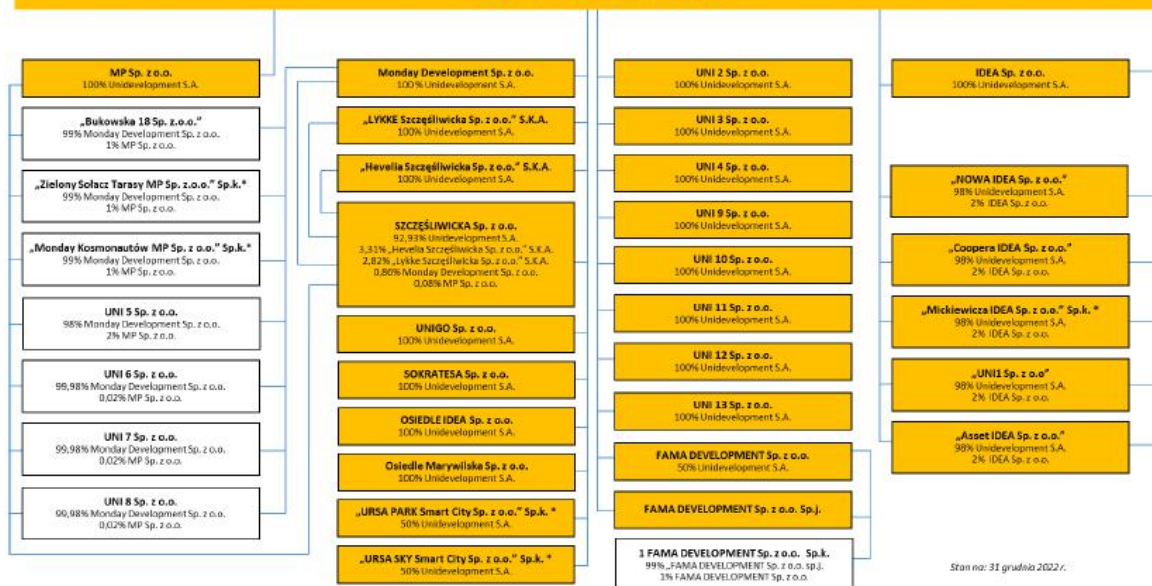 MP Sp. z o.o.
100% Unidevelopment S.A.
„Bukowska 18 Sp. z.o.o."
99% Monday Development Sp. z o.o.
1% MP Sp. z o.o.
„Zielony Sołacz Tarasy MP Sp. z.o.o." Sp.k.*
99% Monday Development Sp. z o.o.
1% MP Sp. z o.o.
„Monday Kosmonautów MP Sp. z o.o." Sp.k.*
99% Monday Development Sp. z o.o.
1% MP Sp. z o.o.
UNI 5 Sp. z o.o.
98% Monday Development Sp. z o.o.
2% MP Sp. z o.o.
UNI 6 Sp. z o.o.
99,98% Monday Development Sp. z o.o.
0,02% MP Sp. z o.o.
UNI 7 Sp. z o.o.
99,98% Monday Development Sp. z o.o.
0,02% MP Sp. z o.o.
UNI 8 Sp. z o.o.
99,98% Monday Development Sp. z o.o.
0,02% MP Sp. z o.o.
Monday Development Sp. z o.o.
100% Unidevelopment S.A.
„LYKKE Szczęśliwicka Sp. z o.o." S.K.A.
100% Unidevelopment S.A.
„Hevelia Szczęśliwicka Sp. z o.o." S.K.A.
100% Unidevelopment S.A.
SZCZĘŚLIWICKA Sp. z o.o.
92,93% Unidevelopment S.A.
3,31% „Hevelia Szczęśliwicka Sp. z o.o." S.K.A.
2,82% „Lykke Szczęśliwicka Sp. z o.o." S.K.A.
0,86% Monday Development Sp. z o.o.
0,08% MP Sp. z o.o.
UNIGO Sp. z o.o.
100% Unidevelopment S.A.
SOKRATESA Sp. z o.o.
100% Unidevelopment S.A.
OSIEDLE IDEA Sp. z o.o.
100% Unidevelopment S.A.
Osiedle Marywilska Sp. z o.o.
100% Unidevelopment S.A.
„URSA PARK Smart City Sp. z o.o." Sp.k. *
50% Unidevelopment S.A.
„URSA SKY Smart City Sp. z o.o." Sp.k. *
50% Unidevelopment S.A.
UNI 2 Sp. z o.o.
100% Unidevelopment S.A.
UNI 3 Sp. z o.o.
100% Unidevelopment S.A.
UNI 4 Sp. z o.o.
100% Unidevelopment S.A.
UNI 9 Sp. z o.o.
100% Unidevelopment S.A.
UNI 10 Sp. z o.o.
100% Unidevelopment S.A.
UNI 11 Sp. z o.o.
100% Unidevelopment S.A.
UNI 12 Sp. z o.o.
100% Unidevelopment S.A.
UNI 13 Sp. z o.o.
100% Unidevelopment S.A.
FAMA DEVELOPMENT Sp. z o.o.
50% Unidevelopment S.A.
FAMA DEVELOPMENT Sp. z o.o. Sp.j.
1 FAMA DEVELOPMENT Sp. z o.o. Sp.k.
99% „FAMA DEVELOPMENT Sp. z o.o. sp.j.
1% FAMA DEVELOPMENT Sp. z o.o.
IDEA Sp. z o.o.
100% Unidevelopment S.A.
„NOWA IDEA Sp. z o.o."
98% Unidevelopment S.A.
2% IDEA Sp. z o.o.
„Coopera IDEA Sp. z o.o."
98% Unidevelopment S.A.
2% IDEA Sp. z o.o.
„Mickiewicza IDEA Sp. z o.o." Sp.k. *
98% Unidevelopment S.A.
2% IDEA Sp. z o.o.
„UNI1 Sp. z o.o"
98% Unidevelopment S.A.
2% IDEA Sp. z o.o.
„Asset IDEA Sp. z o.o."
98% Unidevelopment S.A.
2% IDEA Sp. z o.o.
Stan na: 31 grudnia 2022 r.